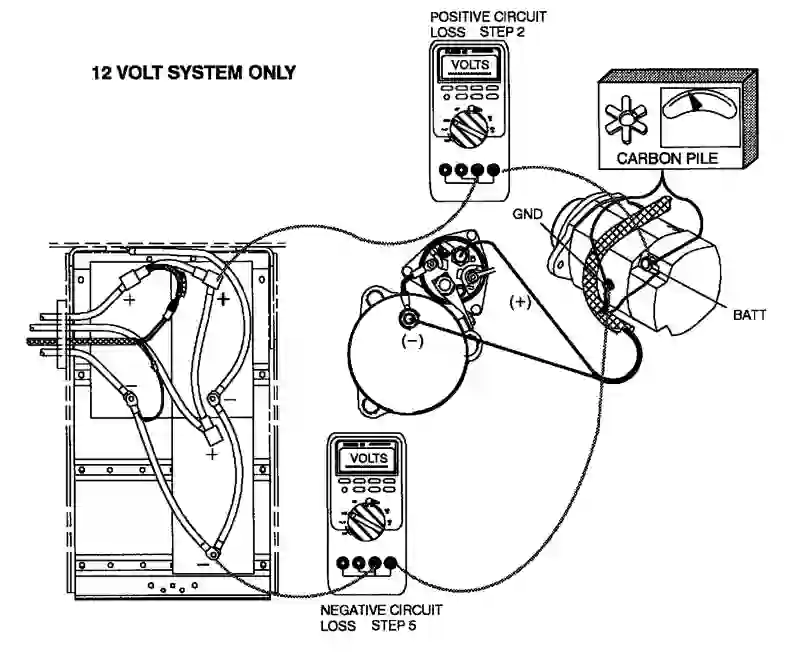 POSITIVE CIRCUIT
LOSS STEP 2
12 VOLT SYSTEM ONLY
VOLTS
CARBON PILE
GND
+
+
(+)
BATT
(-)
−
−
+
VOLTS
−
NEGATIVE CIRCUIT
LOSS STEP 5